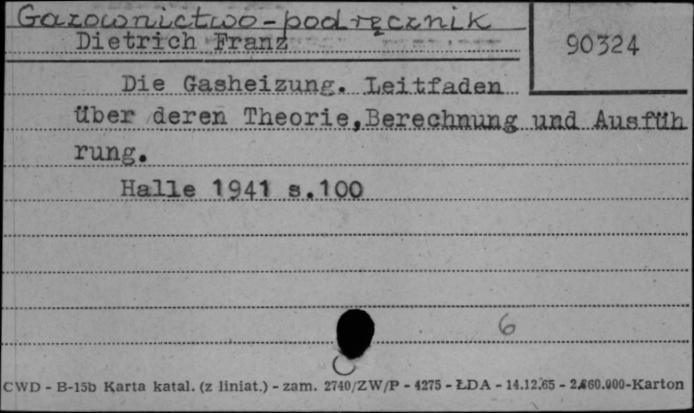 Gazownictwo-podręcznik
Dietrich Franz
90324
Die Gasheizung. Leitfaden
über deren Theorie,Berechnung und Ausfüh
rung.
Halle 1941 s.100
6
CWD - B-15b Karta katal. (z liniat.) - zam. 2740/ZW/P - 4275 - ŁDA - 14.12.65 - 2.860.000-Karton